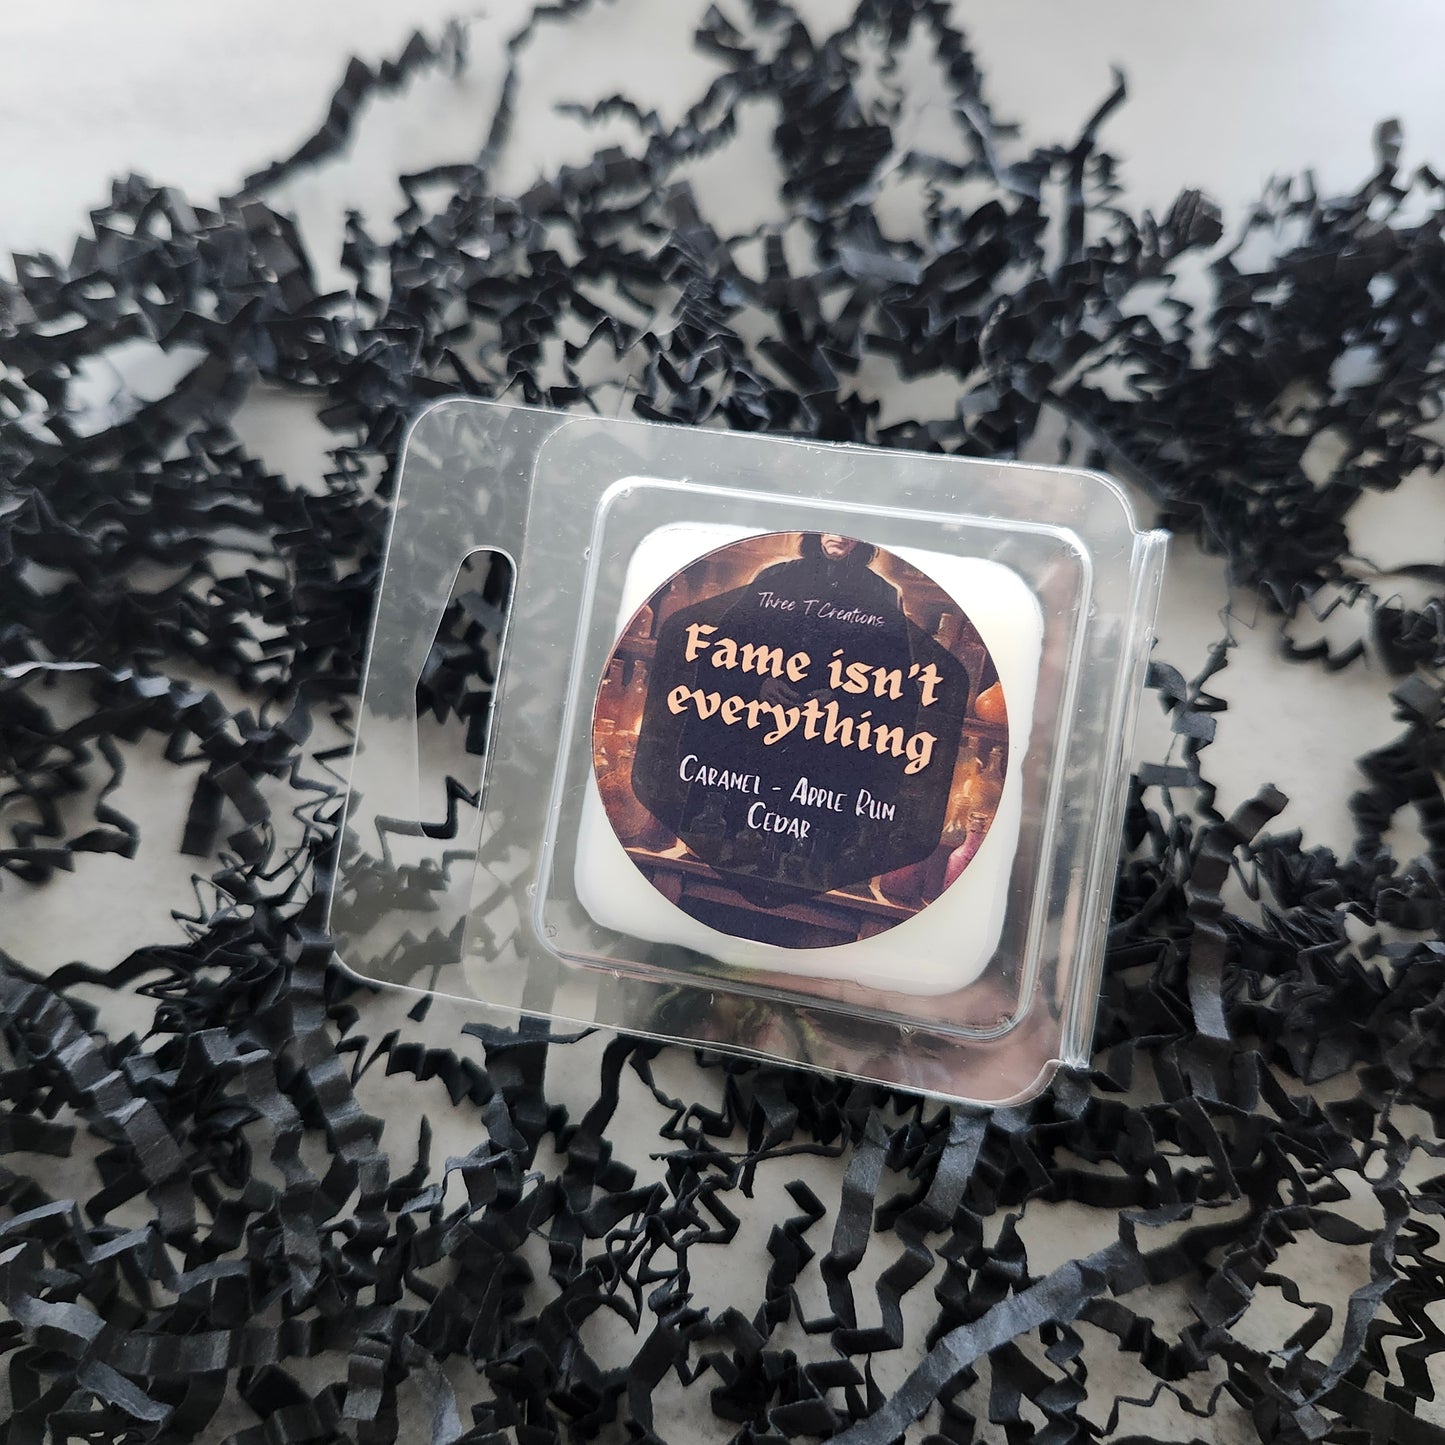 Three T Creations
Fame isn't
everything
Caramel - Apple Rum
Cedar